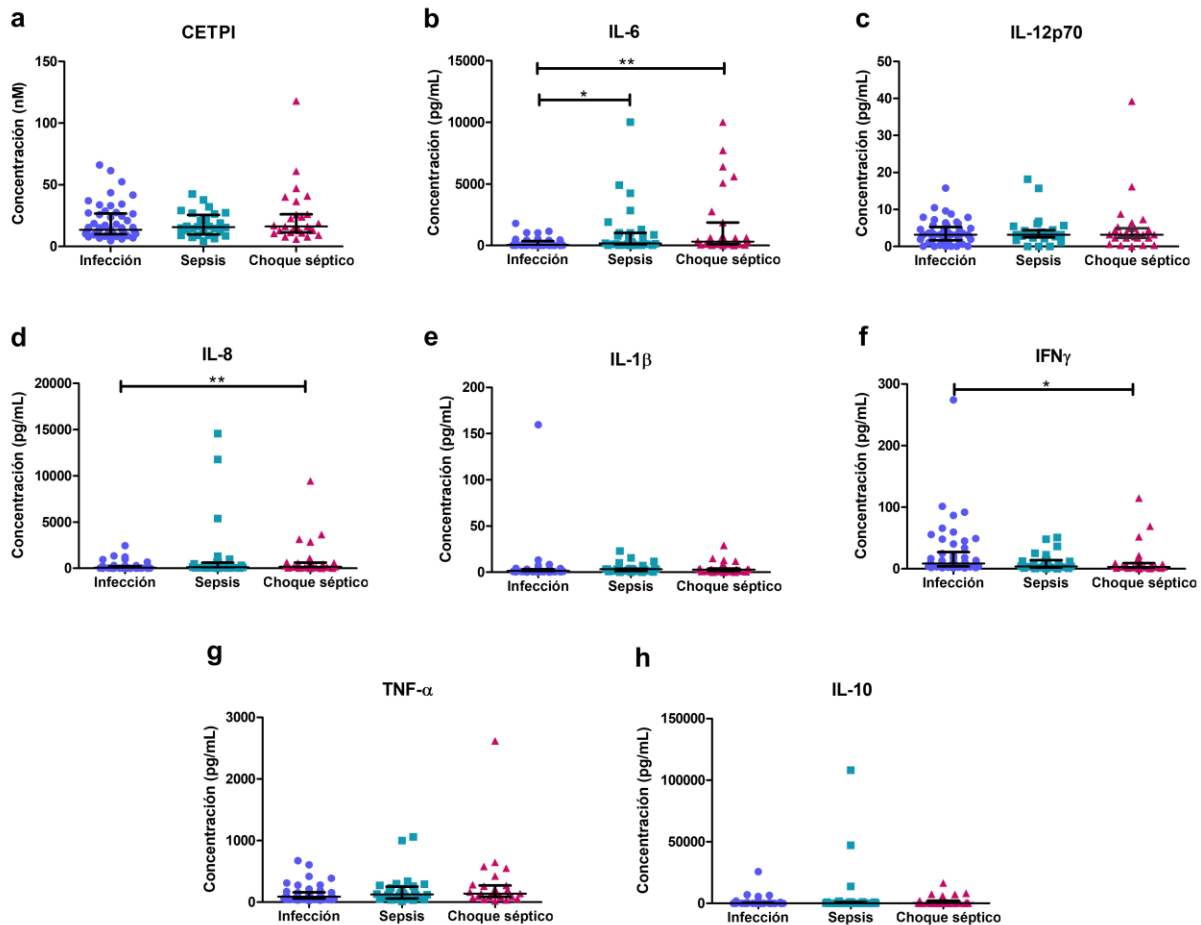 a
CETPI
Concentración (nM)
150
100
50
0
Infección
Sepsis
Choque séptico
b
IL-6
Concentración (pg/mL)
15000
10000
5000
0
**
*
Infección
Sepsis
Choque séptico
c
IL-12p70
Concentración (pg/mL)
50
40
30
20
10
0
Infección
Sepsis
Choque séptico
d
IL-8
Concentración (pg/mL)
20000
15000
10000
5000
0
**
Infección
Sepsis
Choque séptico
e
IL-1β
Concentración (pg/mL)
200
150
100
50
0
Infección
Sepsis
Choque séptico
f
IFNγ
Concentración (pg/mL)
300
200
100
0
*
Infección
Sepsis
Choque séptico
g
TNF-α
Concentración (pg/mL)
3000
2000
1000
0
Infección
Sepsis
Choque séptico
h
IL-10
Concentración (pg/mL)
150000
100000
50000
0
Infección
Sepsis
Choque séptico